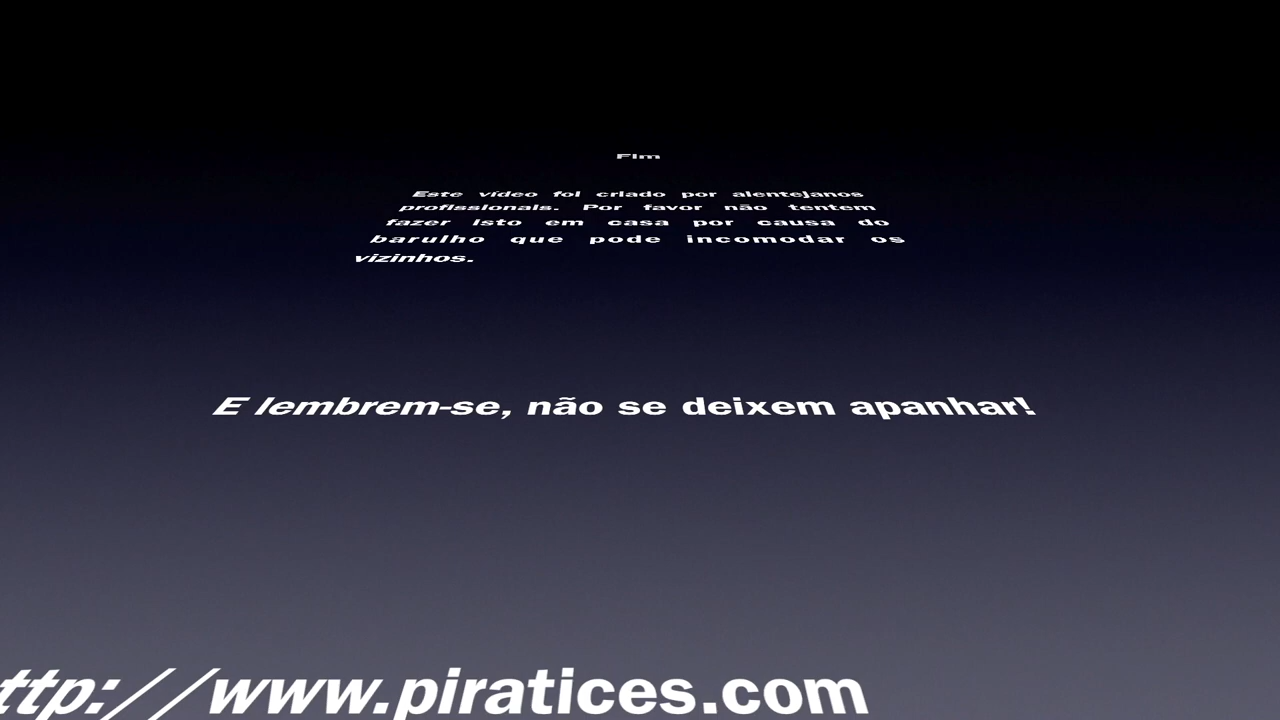 Fim
Este vídeo foi criado por alentejanos
profissionais. Por favor não tentem
fazer isto em casa por causa do
barulho que pode incomodar os
vizinhos.
E lembrem-se, não se deixem apanhar!
ttp://www.piratices.com